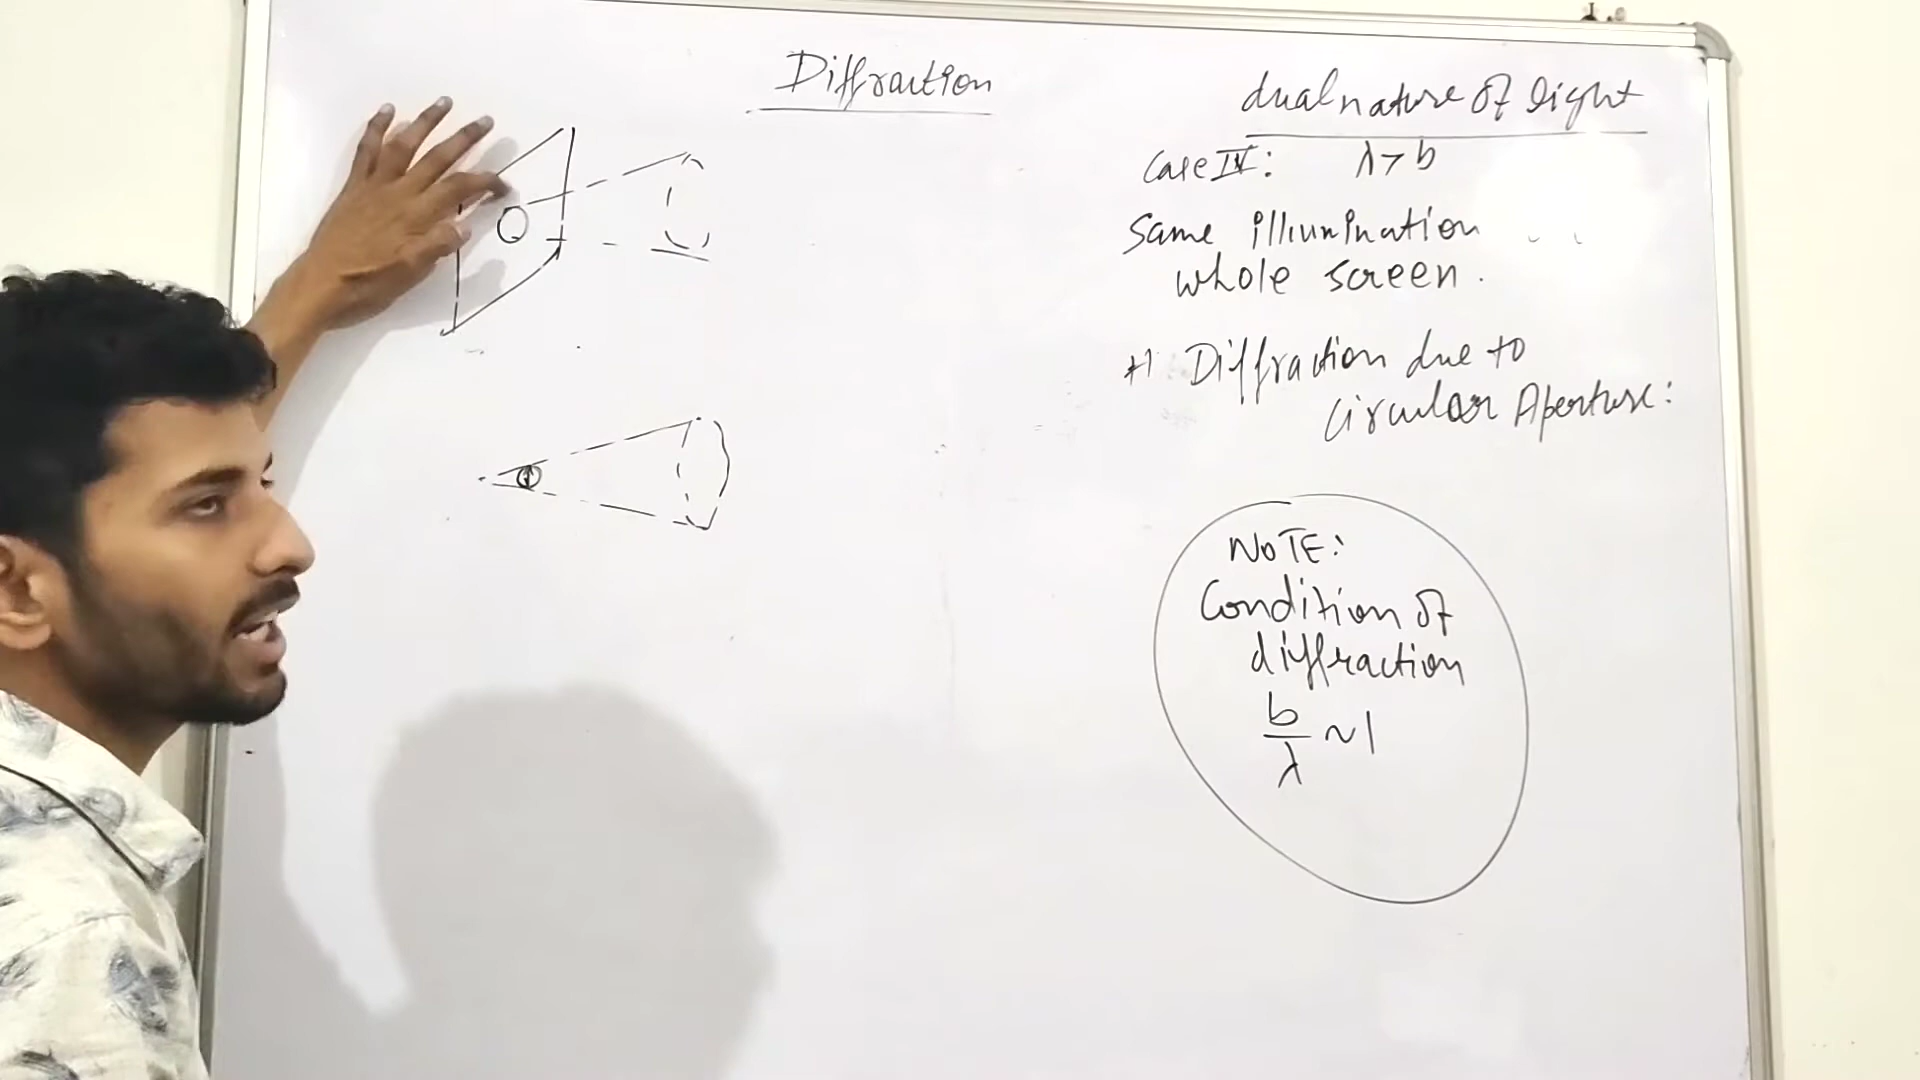 Diffraction
dual nature of light
Case IV: λ > b
Same illumination
whole screen.
Diffraction due to
Circular Aperture:
NOTE:
Condition of
diffraction
b/λ ~ 1